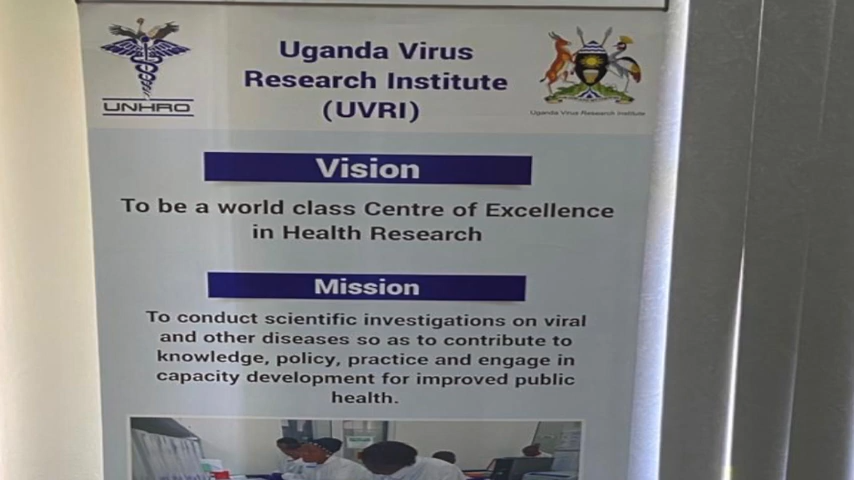 Uganda Virus
Research Institute
(UVRI)
UNHRO
Uganda Virus Research Institute
Vision
To be a world class Centre of Excellence
in Health Research
Mission
To conduct scientific investigations on viral
and other diseases so as to contribute to
knowledge, policy, practice and engage in
capacity development for improved public
health.